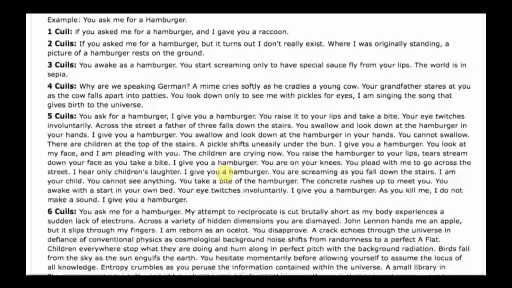 Example: You ask me for a Hamburger.
1 Cuil: if you asked me for a hamburger, and I gave you a raccoon.
2 Cuils: If you asked me for a hamburger, but it turns out I don't really exist. Where I was originally standing, a
picture of a hamburger rests on the ground.
3 Cuils: You awake as a hamburger. You start screaming only to have special sauce fly from your lips. The world is in
sepia.
4 Cuils: Why are we speaking German? A mime cries softly as he cradles a young cow. Your grandfather stares at you
as the cow falls apart into patties. You look down only to see me with pickles for eyes, I am singing the song that
gives birth to the universe.
5 Cuils: You ask for a hamburger, I give you a hamburger. You raise it to your lips and take a bite. Your eye twitches
involuntarily. Across the street a father of three falls down the stairs. You swallow and look down at the hamburger in
your hands. I give you a hamburger. You swallow and look down at the hamburger in your hands. You cannot swallow.
There are children at the top of the stairs. A pickle shifts uneasily under the bun. I give you a hamburger. You look at
my face, and I am pleading with you. The children are crying now. You raise the hamburger to your lips, tears stream
down your face as you take a bite. I give you a hamburger. You are on your knees. You plead with me to go across the
street. I hear only children's laughter. I give you a hamburger. You are screaming as you fall down the stairs. I am
your child. You cannot see anything. You take a bite of the hamburger. The concrete rushes up to meet you. You
awake with a start in your own bed. Your eye twitches involuntarily. I give you a hamburger. As you kill me, I do not
make a sound. I give you a hamburger.
6 Cuils: You ask me for a hamburger. My attempt to reciprocate is cut brutally short as my body experiences a
sudden lack of electrons. Across a variety of hidden dimensions you are dismayed. John Lennon hands me an apple,
but it slips through my fingers. I am reborn as an ocelot. You disapprove. A crack echoes through the universe in
defiance of conventional physics as cosmological background noise shifts from randomness to a perfect A Flat.
Children everywhere stop what they are doing and hum along in perfect pitch with the background radiation. Birds fall
from the sky as the sun engulfs the earth. You hesitate momentarily before allowing yourself to assume the locus of
all knowledge. Entropy crumbles as you peruse the information contained within the universe. A small library in